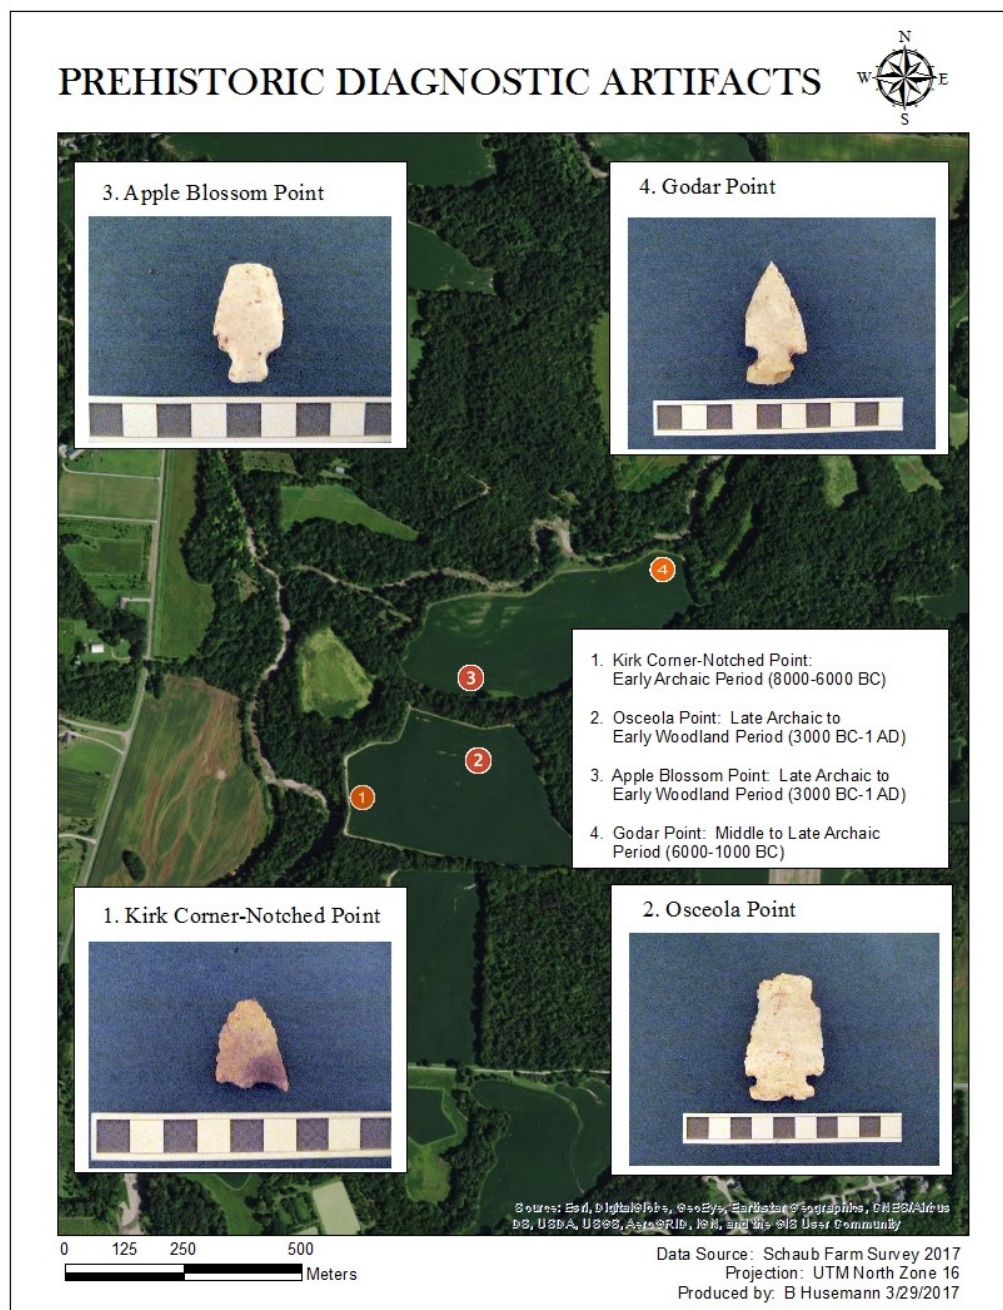 PREHISTORIC DIAGNOSTIC ARTIFACTS
N
W E
S
3. Apple Blossom Point
4. Godar Point
4
3
2
1
1. Kirk Corner-Notched Point:
Early Archaic Period (8000-6000 BC)
2. Osceola Point: Late Archaic to
Early Woodland Period (3000 BC-1 AD)
3. Apple Blossom Point: Late Archaic to
Early Woodland Period (3000 BC-1 AD)
4. Godar Point: Middle to Late Archaic
Period (6000-1000 BC)
1. Kirk Corner-Notched Point
2. Osceola Point
Source: Esri, DigitalGlobe, GeoEye, Earthstar Geographics, CNES/Airbus
DS, USDA, USGS, AeroGRID, IGN, and the GIS User Community
0 125 250 500
Meters
Data Source: Schaub Farm Survey 2017
Projection: UTM North Zone 16
Produced by: B Husemann 3/29/2017